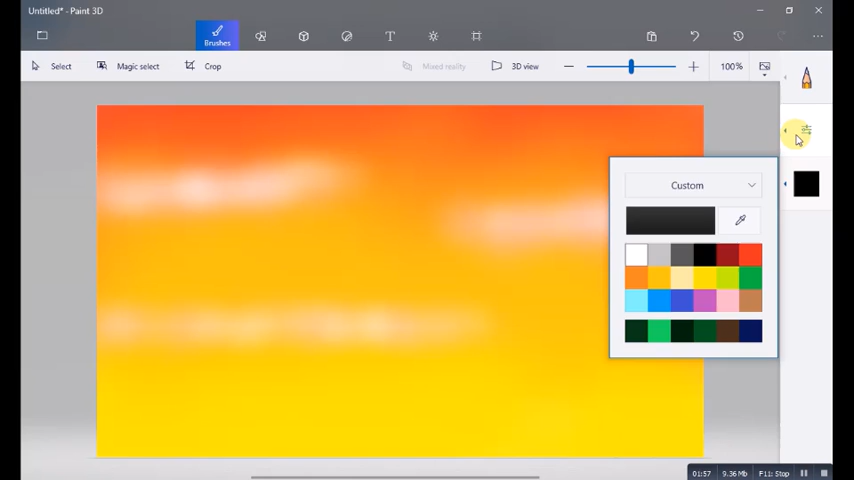 Untitled* - Paint 3D
Brushes
T
Select
Magic select
Crop
Mixed reality
3D view
100%
Custom
01:57 9.36 Mb F11: Stop